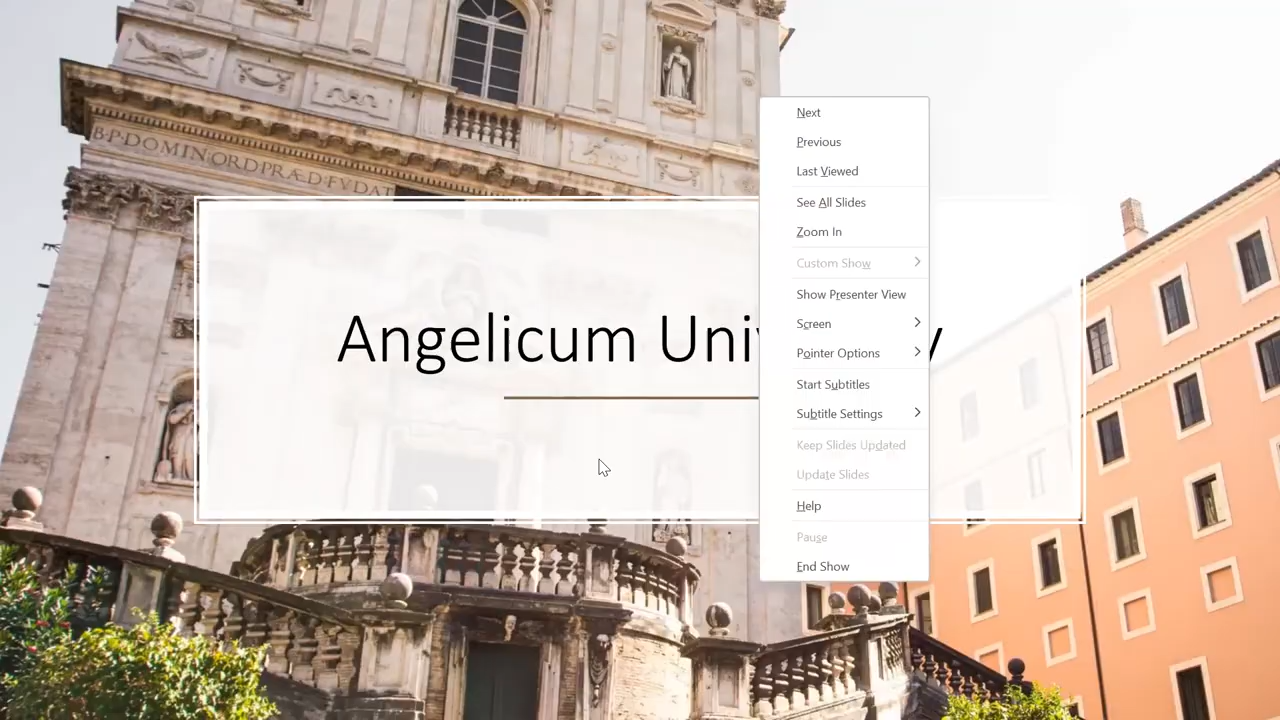 B·P·DOMIN·ORD·PRÆD·FVDAT
Angelicum Univ y
Next
Previous
Last Viewed
See All Slides
Zoom In
Custom Show
Show Presenter View
Screen
Pointer Options
Start Subtitles
Subtitle Settings
Keep Slides Updated
Update Slides
Help
Pause
End Show